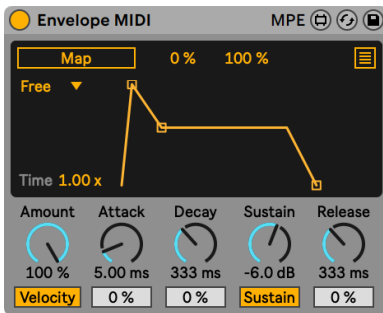 Envelope MIDI MPE
Map 0 % 100 %
Free
Time 1.00 x
Amount Attack Decay Sustain Release
100 % 5.00 ms 333 ms -6.0 dB 333 ms
Velocity 0 % 0 % Sustain 0 %